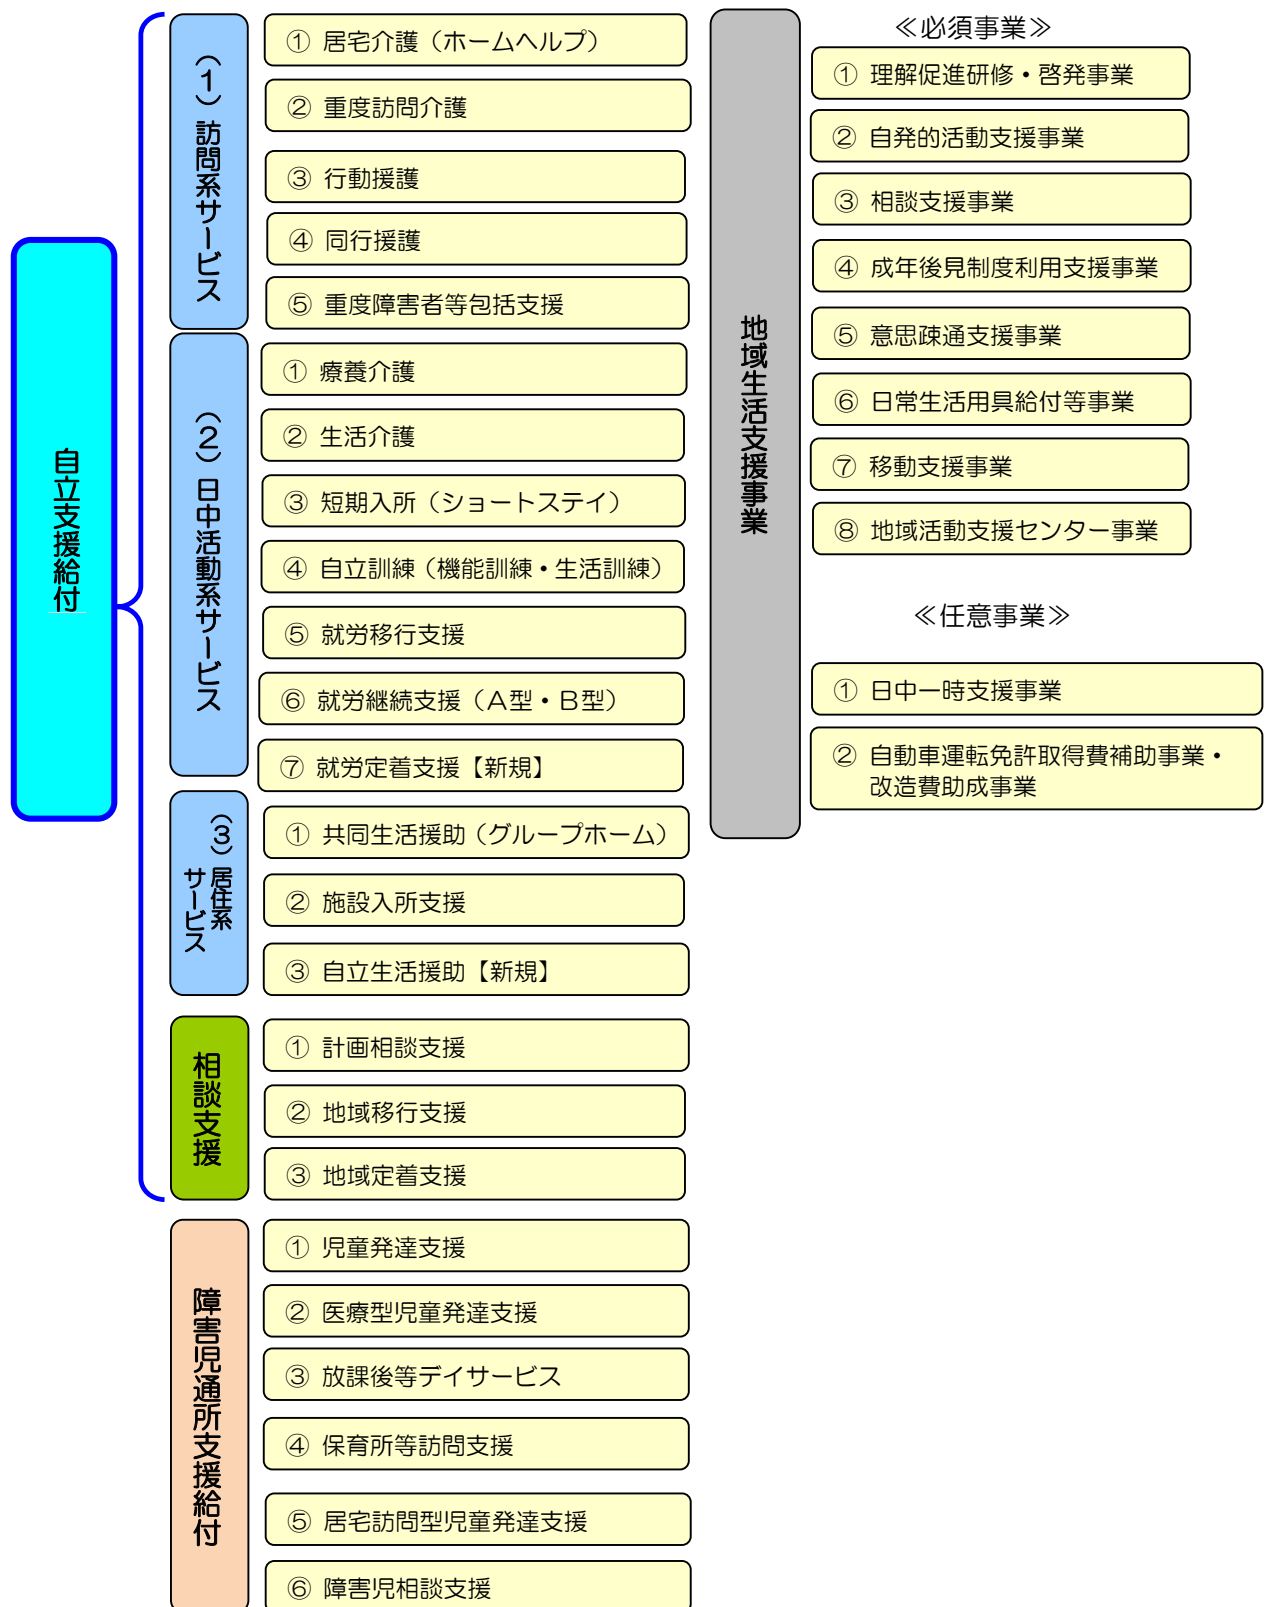 自立支援給付
（１）訪問系サービス
① 居宅介護（ホームヘルプ）
② 重度訪問介護
③ 行動援護
④ 同行援護
⑤ 重度障害者等包括支援
（２）日中活動系サービス
① 療養介護
② 生活介護
③ 短期入所（ショートステイ）
④ 自立訓練（機能訓練・生活訓練）
⑤ 就労移行支援
⑥ 就労継続支援（Ａ型・Ｂ型）
⑦ 就労定着支援【新規】
（３）居住系
サービス
① 共同生活援助（グループホーム）
② 施設入所支援
③ 自立生活援助【新規】
相談支援
① 計画相談支援
② 地域移行支援
③ 地域定着支援
障害児通所支援給付
① 児童発達支援
② 医療型児童発達支援
③ 放課後等デイサービス
④ 保育所等訪問支援
⑤ 居宅訪問型児童発達支援
⑥ 障害児相談支援
地域生活支援事業
≪必須事業≫
① 理解促進研修・啓発事業
② 自発的活動支援事業
③ 相談支援事業
④ 成年後見制度利用支援事業
⑤ 意思疎通支援事業
⑥ 日常生活用具給付等事業
⑦ 移動支援事業
⑧ 地域活動支援センター事業
≪任意事業≫
① 日中一時支援事業
② 自動車運転免許取得費補助事業・
改造費助成事業